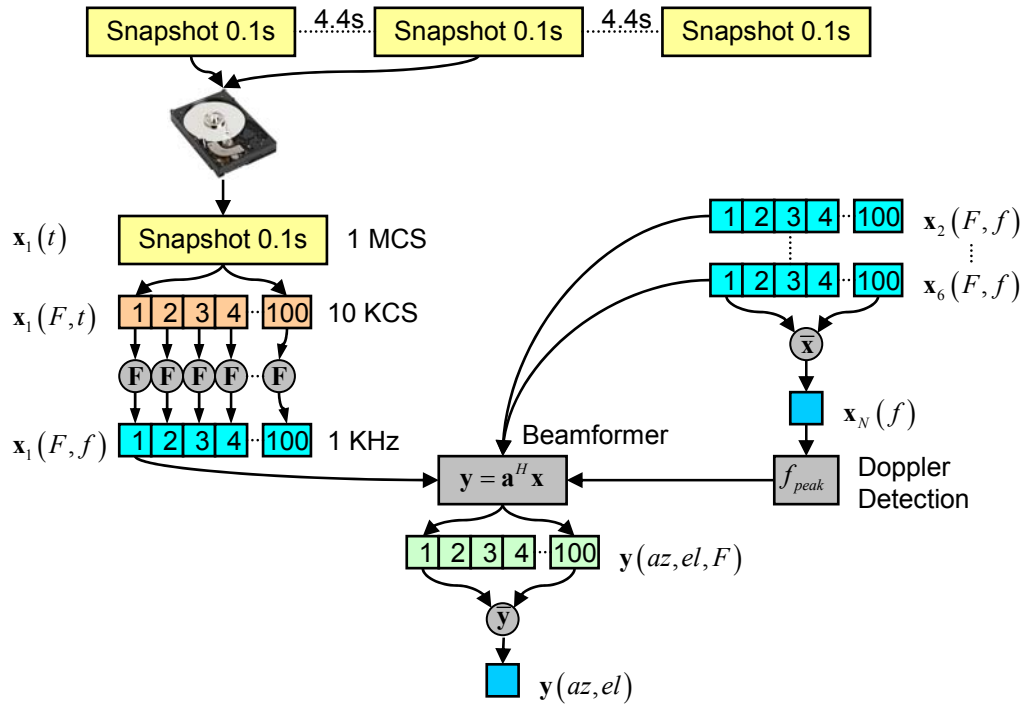 Snapshot 0.1s 4.4s Snapshot 0.1s 4.4s Snapshot 0.1s
x₁(t) Snapshot 0.1s 1 MCS
1 2 3 4 100 x₂(F, f)
1 2 3 4 100 x₆(F, f)
x₁(F, t) 1 2 3 4 100 10 KCS
x̄
F F F F F
x_N(f)
x₁(F, f) 1 2 3 4 100 1 KHz
Beamformer
y = a^H x
f_peak
Doppler
Detection
1 2 3 4 100 y(az, el, F)
ȳ
y(az, el)